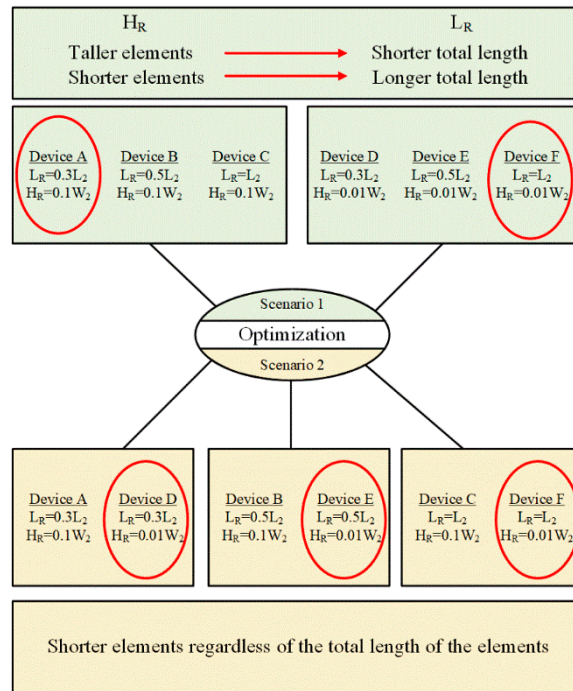 H_R L_R
Taller elements Shorter total length
Shorter elements Longer total length
Device A Device B Device C
L_R=0.3L_2 L_R=0.5L_2 L_R=L_2
H_R=0.1W_2 H_R=0.1W_2 H_R=0.1W_2
Device D Device E Device F
L_R=0.3L_2 L_R=0.5L_2 L_R=L_2
H_R=0.01W_2 H_R=0.01W_2 H_R=0.01W_2
Scenario 1
Optimization
Scenario 2
Device A Device D
L_R=0.3L_2 L_R=0.3L_2
H_R=0.1W_2 H_R=0.01W_2
Device B Device E
L_R=0.5L_2 L_R=0.5L_2
H_R=0.1W_2 H_R=0.01W_2
Device C Device F
L_R=L_2 L_R=L_2
H_R=0.1W_2 H_R=0.01W_2
Shorter elements regardless of the total length of the elements